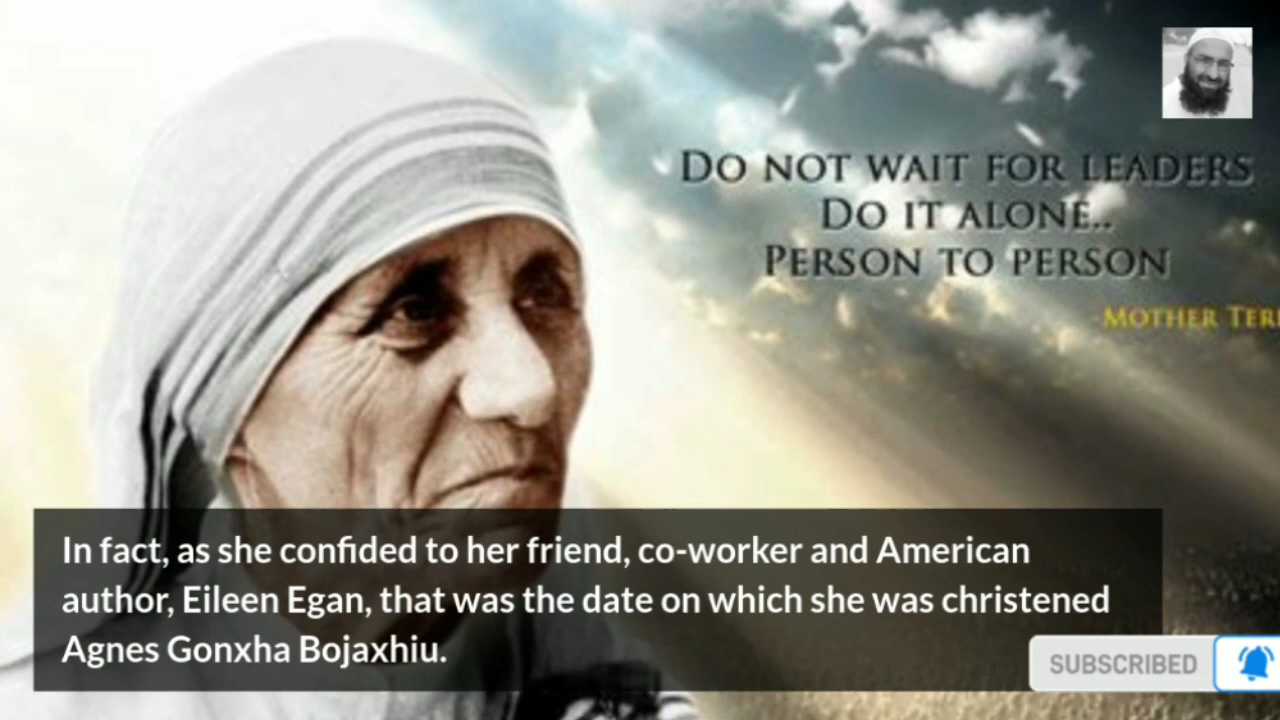 DO NOT WAIT FOR LEADERS
DO IT ALONE..
PERSON TO PERSON
-MOTHER TER
In fact, as she confided to her friend, co-worker and American
author, Eileen Egan, that was the date on which she was christened
Agnes Gonxha Bojaxhiu.
SUBSCRIBED